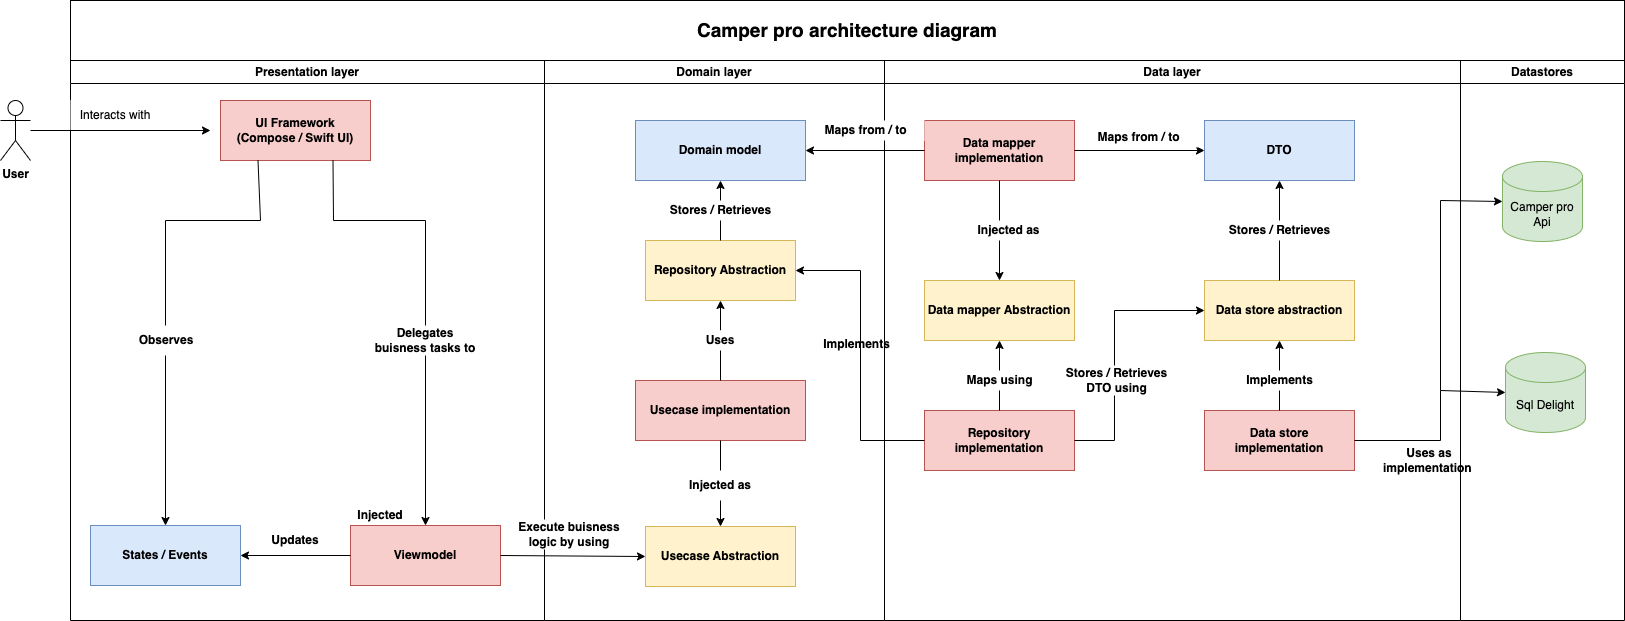 Camper pro architecture diagram
Presentation layer
Domain layer
Data layer
Datastores
User
Interacts with
UI Framework
(Compose / Swift UI)
Observes
Delegates
buisness tasks to
States / Events
Updates
Injected
Viewmodel
Execute buisness
logic by using
Domain model
Stores / Retrieves
Repository Abstraction
Uses
Usecase implementation
Injected as
Usecase Abstraction
Maps from / to
Implements
Data mapper
implementation
Maps from / to
DTO
Injected as
Stores / Retrieves
Data mapper Abstraction
Data store abstraction
Maps using
Stores / Retrieves
DTO using
Implements
Repository
implementation
Data store
implementation
Uses as
implementation
Camper pro
Api
Sql Delight